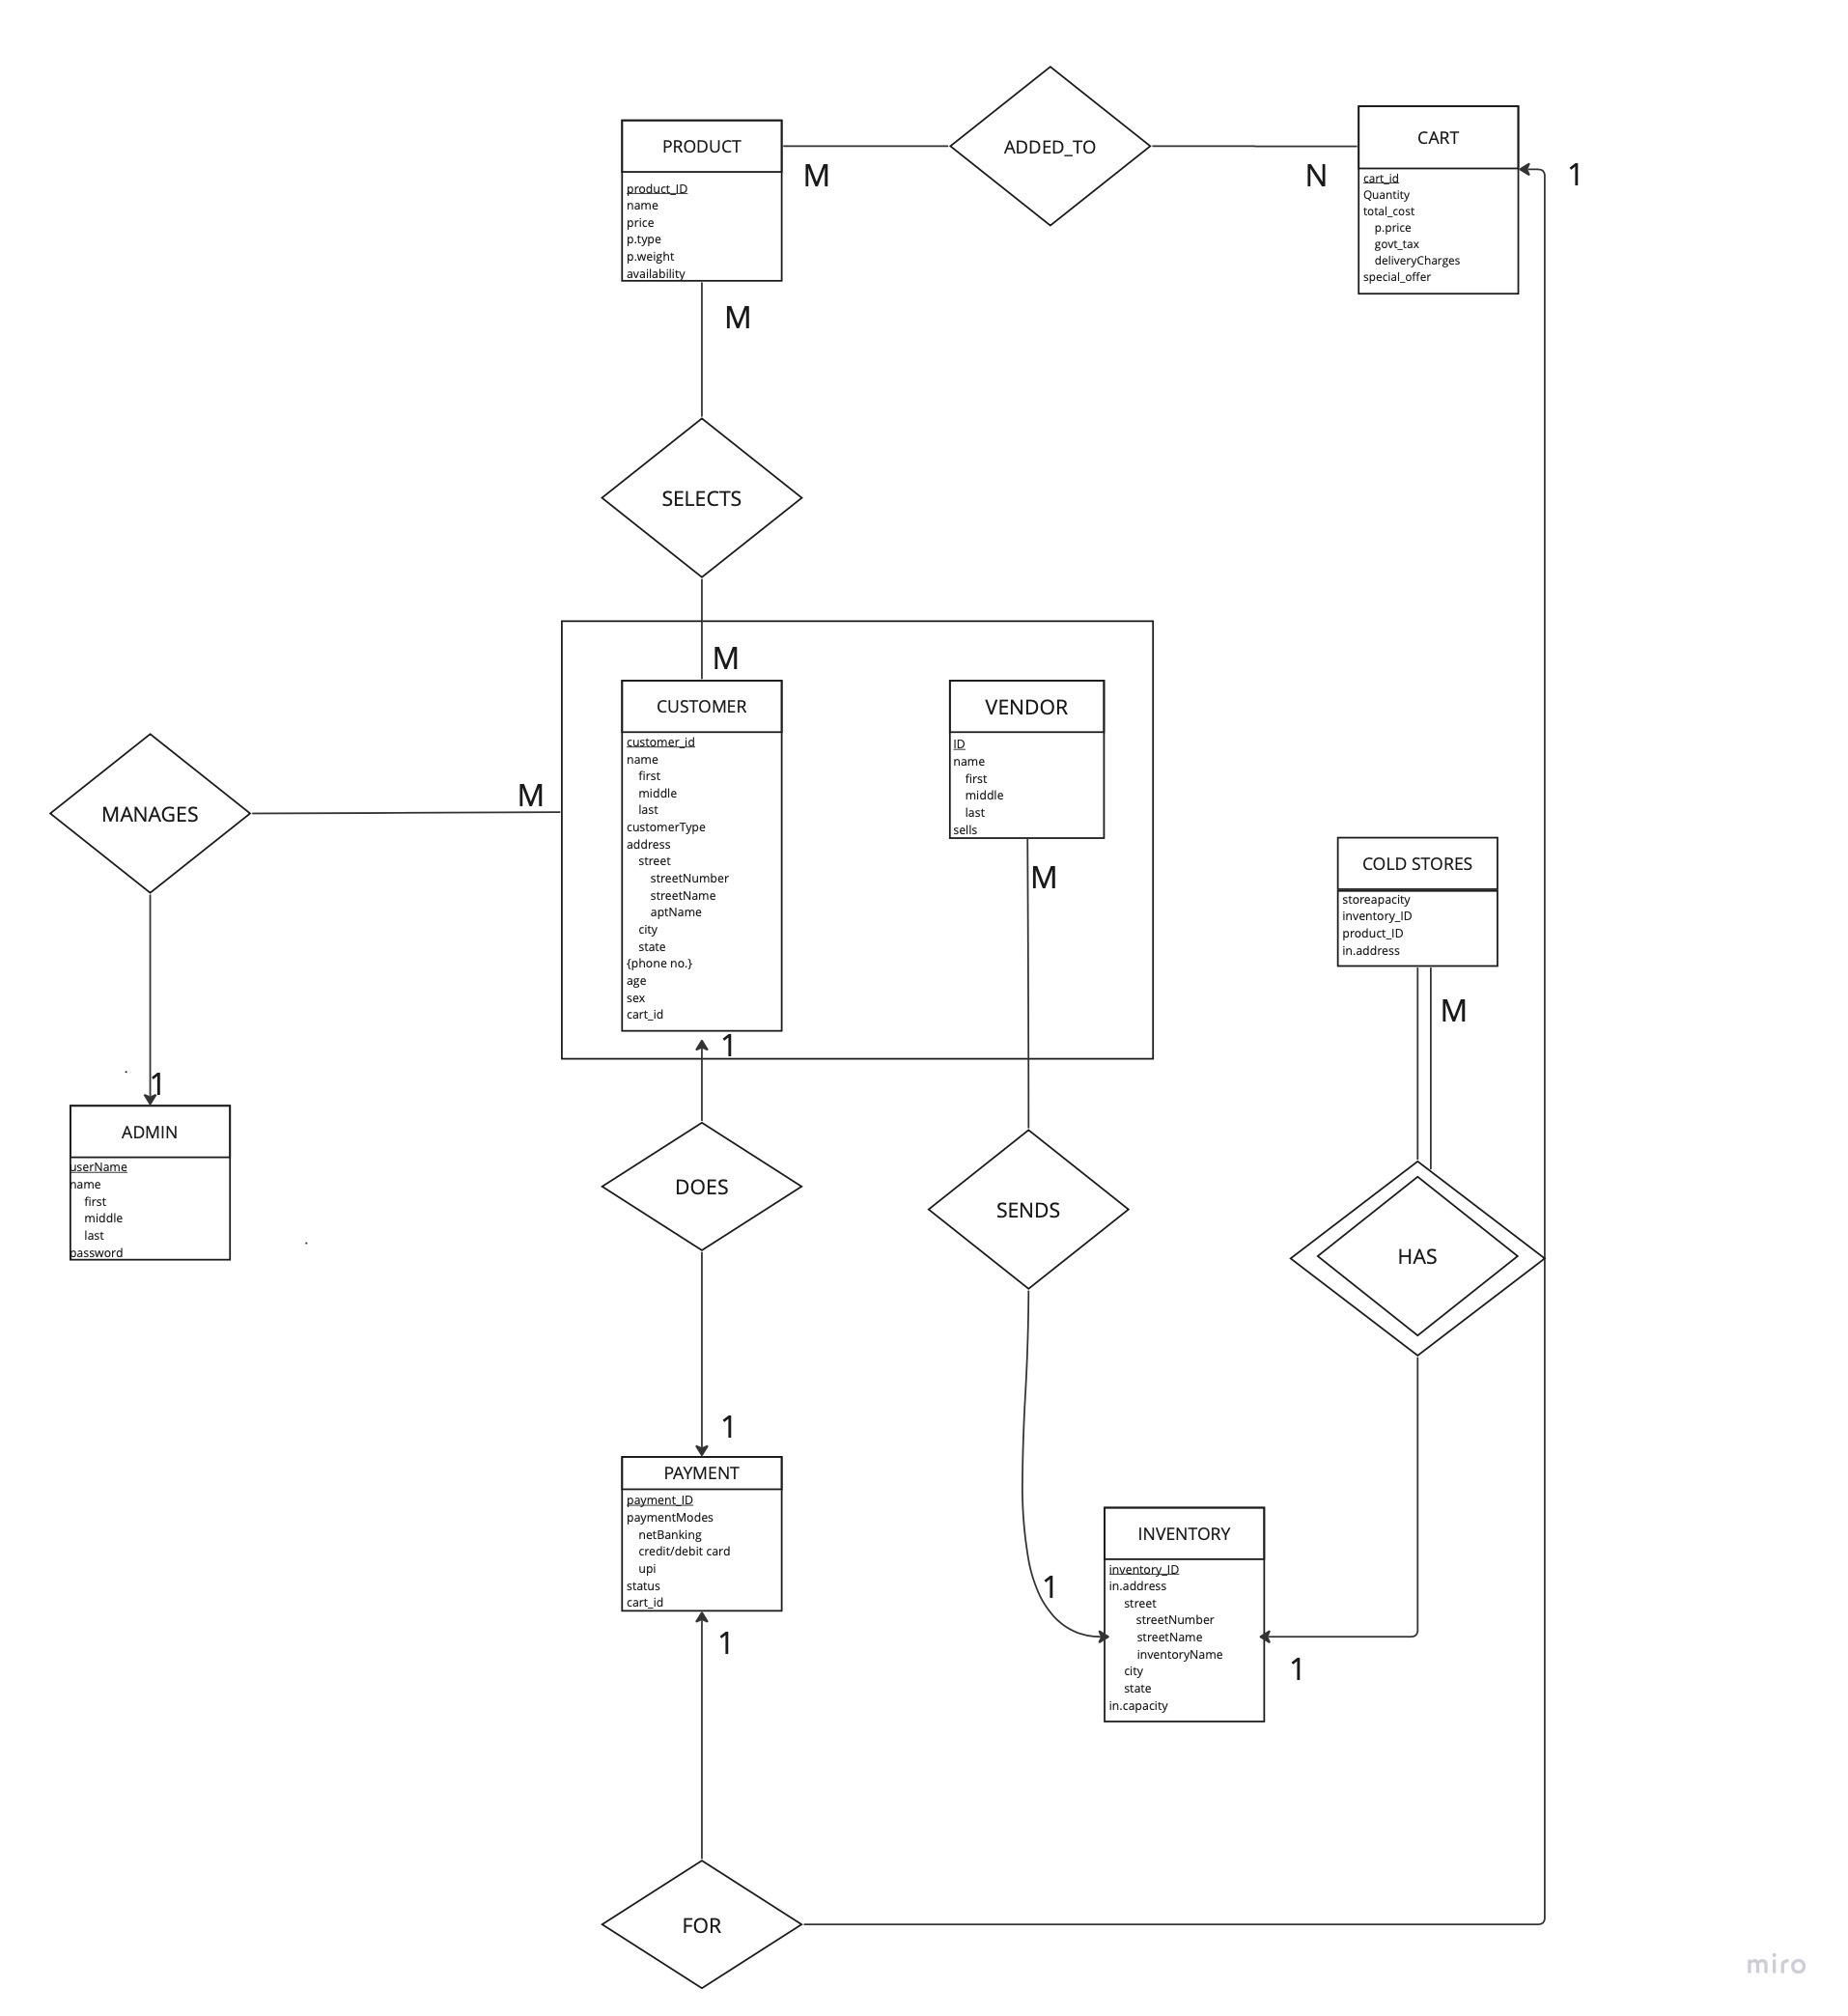 PRODUCT
product_ID
name
price
p.type
p.weight
availability
M
ADDED_TO
N
CART
cart_id
Quantity
total_cost
p.price
govt_tax
deliveryCharges
special_offer
1
M
SELECTS
M
CUSTOMER
customer_id
name
first
middle
last
customerType
address
street
streetNumber
streetName
aptName
city
state
{phone no.}
age
sex
cart_id
VENDOR
ID
name
first
middle
last
sells
M
MANAGES
M
1
ADMIN
userName
name
first
middle
last
password
COLD STORES
storeapacity
inventory_ID
product_ID
in.address
M
HAS
1
DOES
1
SENDS
1
PAYMENT
payment_ID
paymentModes
netBanking
credit/debit card
upi
status
cart_id
1
INVENTORY
inventory_ID
in.address
street
streetNumber
streetName
inventoryName
city
state
in.capacity
1
FOR
miro